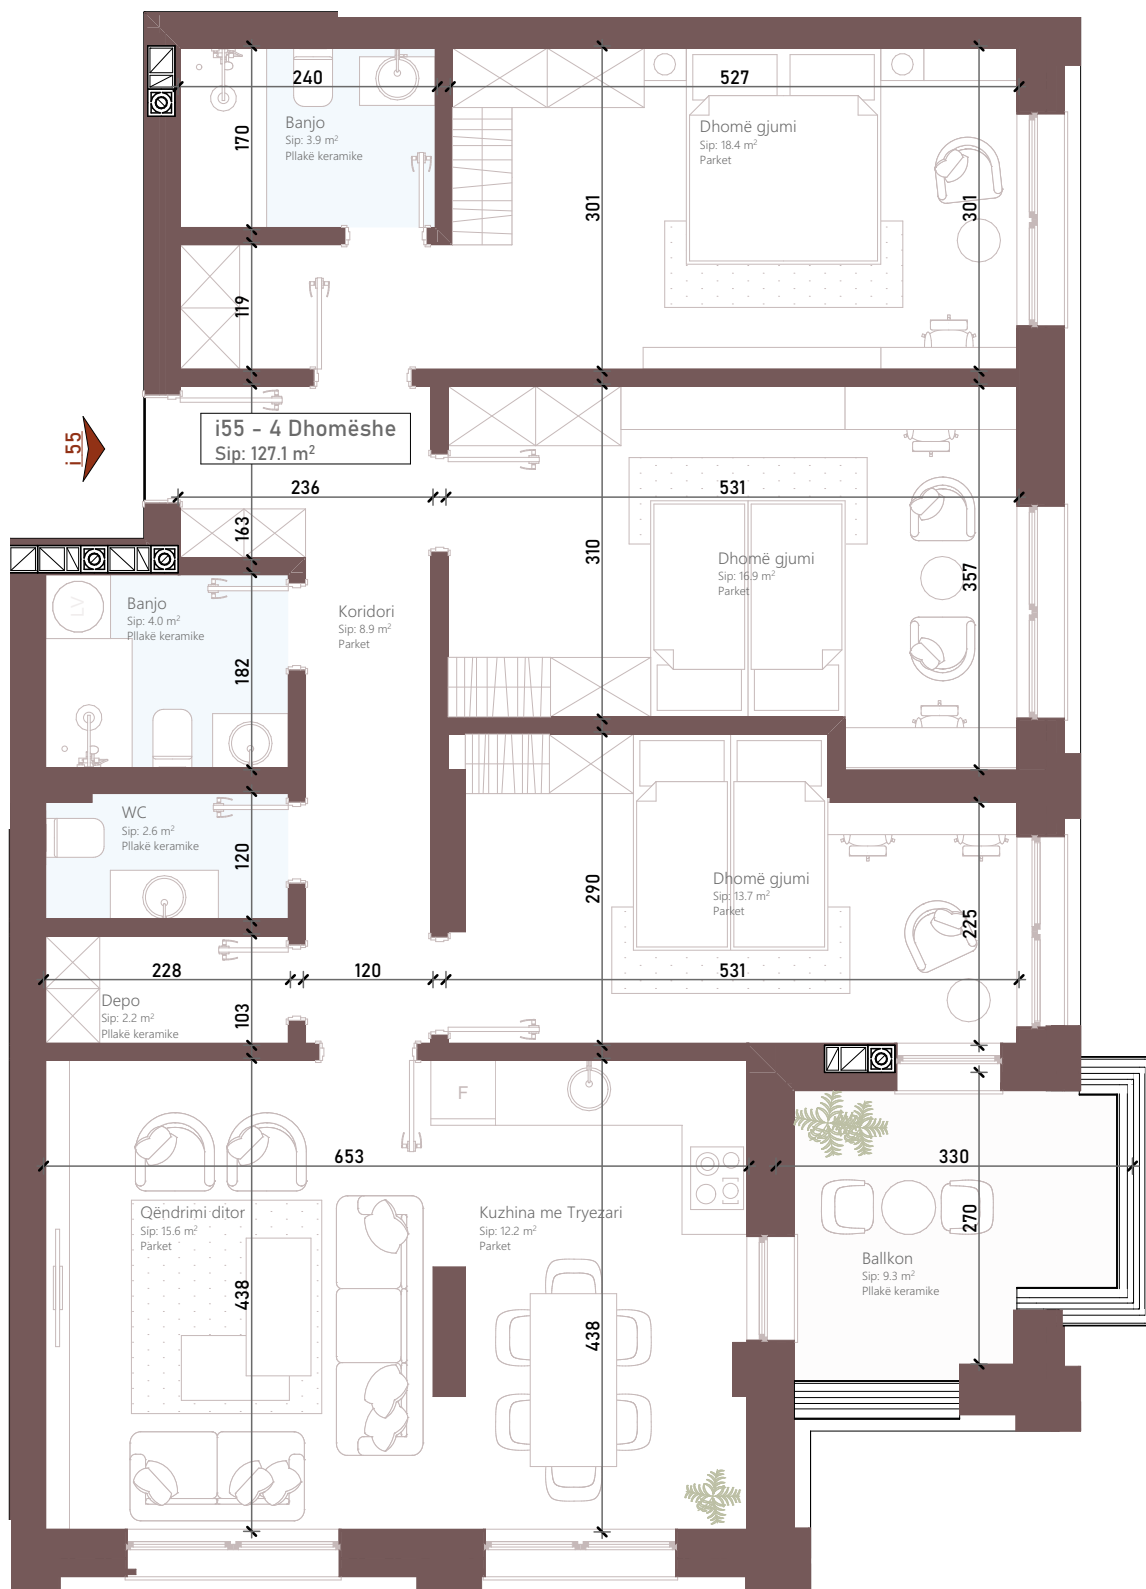 240
527
170
Banjo
Sip: 3.9 m²
Pllakë keramike
Dhomë gjumi
Sip: 18.4 m²
Parket
301
301
119
i55
i55 - 4 Dhomëshe
Sip: 127.1 m²
236
531
163
310
357
Dhomë gjumi
Sip: 16.9 m²
Parket
LV
Banjo
Sip: 4.0 m²
Pllakë keramike
Koridori
Sip: 8.9 m²
Parket
182
WC
Sip: 2.6 m²
Pllakë keramike
120
290
Dhomë gjumi
Sip: 13.7 m²
Parket
225
228
120
531
Depo
Sip: 2.2 m²
Pllakë keramike
103
F
653
330
270
Qëndrimi ditor
Sip: 15.6 m²
Parket
Kuzhina me Tryezari
Sip: 12.2 m²
Parket
Ballkon
Sip: 9.3 m²
Pllakë keramike
438
438